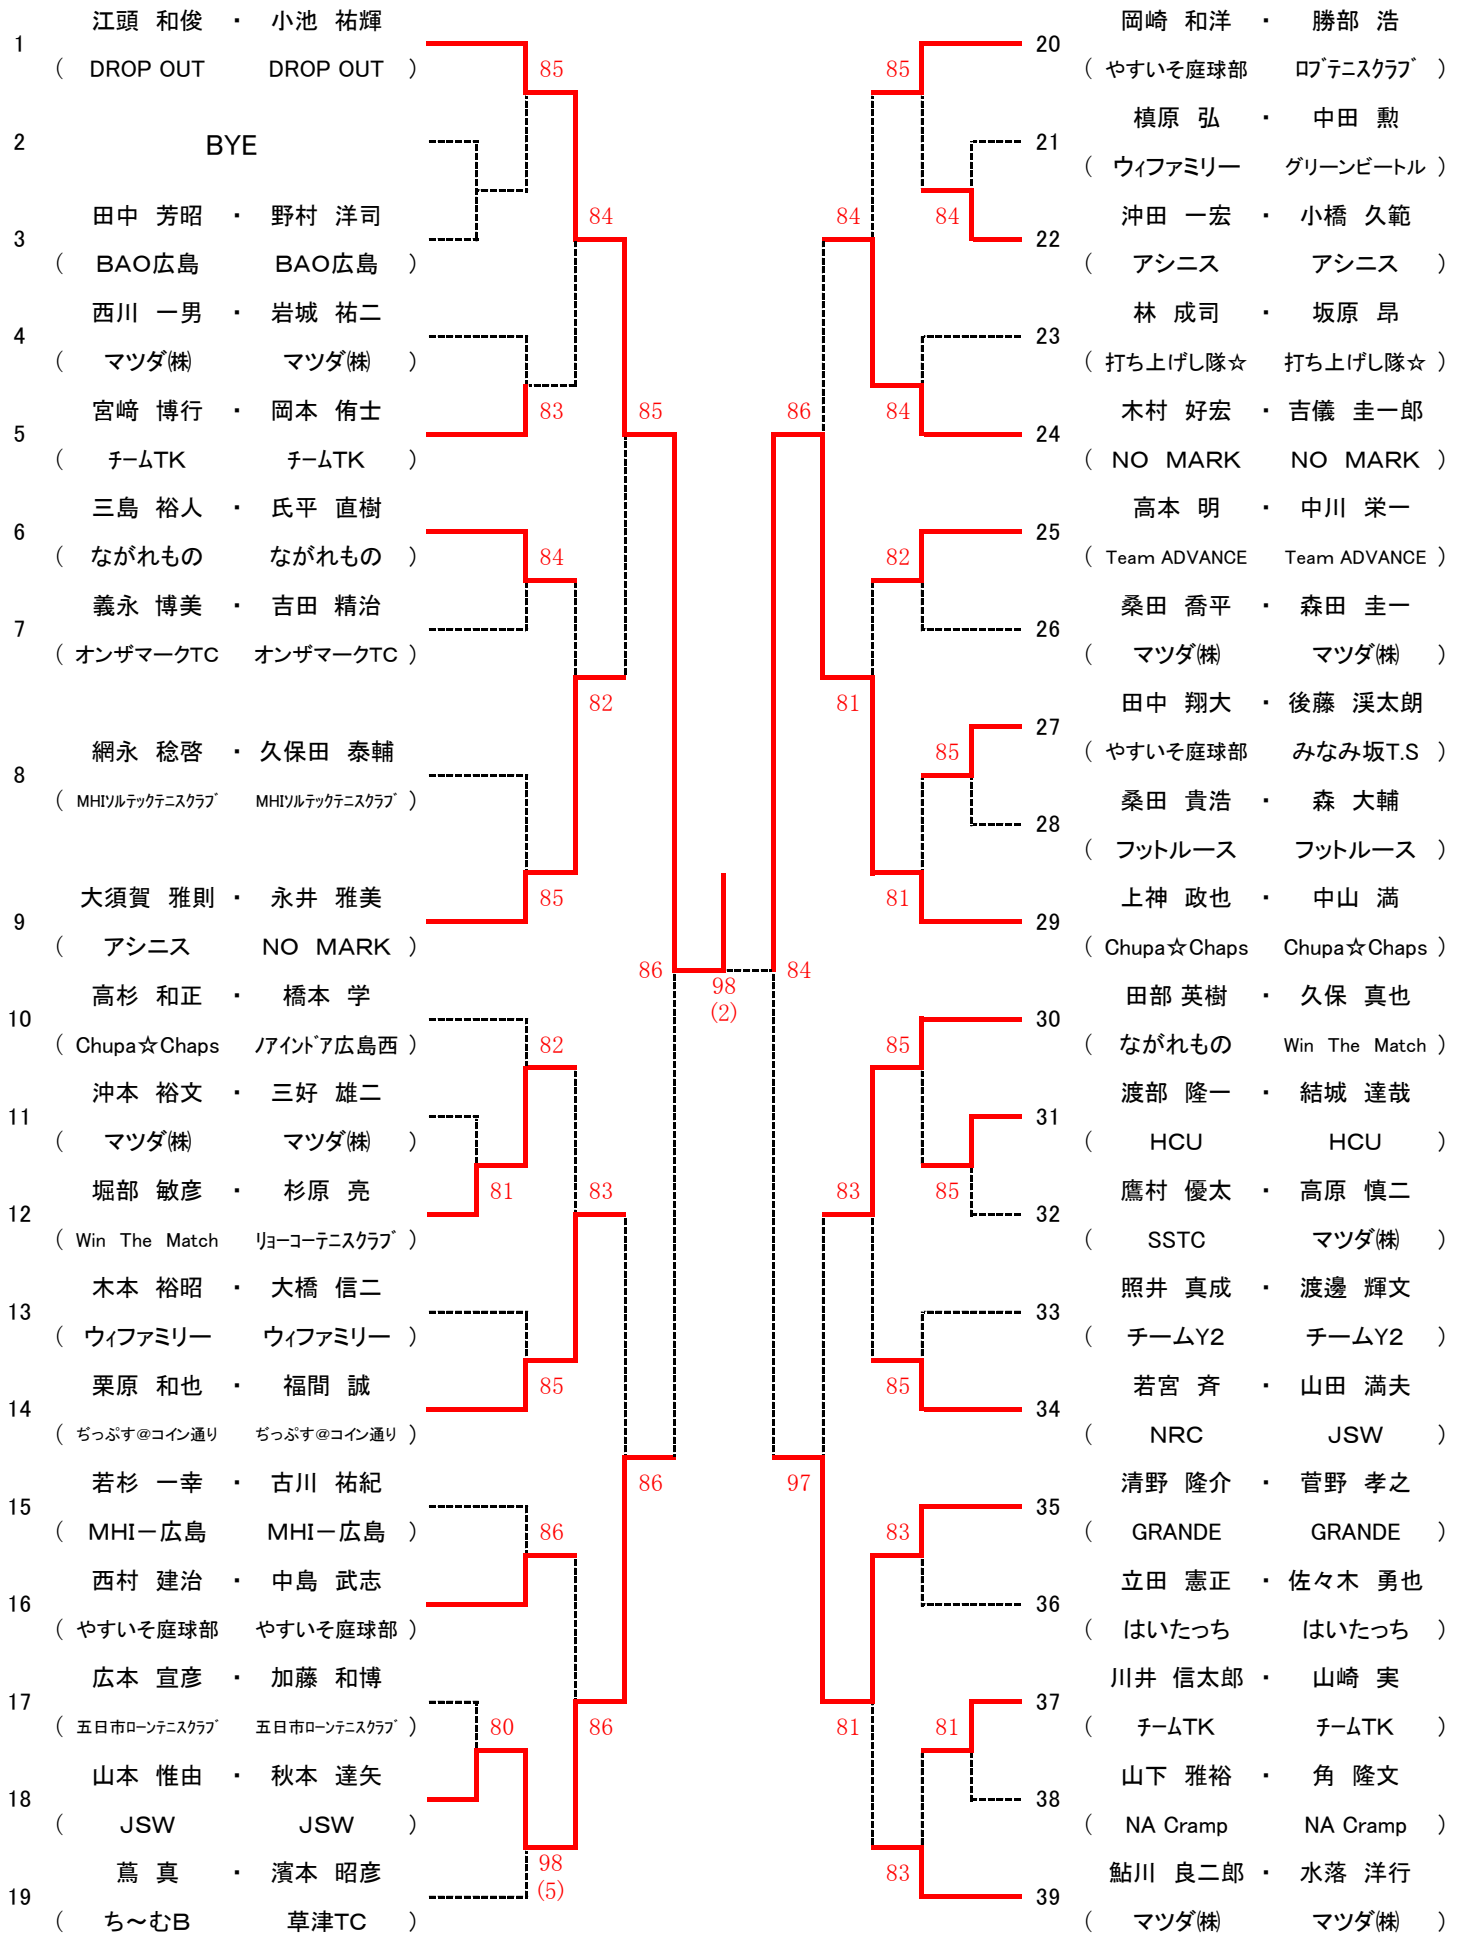 江頭 和俊 ・ 小池 祐輝
1
( DROP OUT DROP OUT )
85
2 BYE
田中 芳昭 ・ 野村 洋司
84
3
( BAO広島 BAO広島 )
西川 一男 ・ 岩城 祐二
4
( マツダ㈱ マツダ㈱ )
宮﨑 博行 ・ 岡本 侑士
83
85
5
( ﾁｰﾑTK ﾁｰﾑTK )
三島 裕人 ・ 氏平 直樹
6
( ながれもの ながれもの )
84
義永 博美 ・ 吉田 精治
7
( オンザマークTC オンザマークTC )
82
網永 稔啓 ・ 久保田 泰輔
8
( MHIｿﾙﾃｯｸﾃﾆｽｸﾗﾌﾞ MHIｿﾙﾃｯｸﾃﾆｽｸﾗﾌﾞ )
大須賀 雅則 ・ 永井 雅美
85
9
( アシニス NO MARK )
86
高杉 和正 ・ 橋本 学
10
( Chupa☆Chaps ﾉｱｲﾝﾄﾞｱ広島西 )
82
沖本 裕文 ・ 三好 雄二
11
( マツダ㈱ マツダ㈱ )
堀部 敏彦 ・ 杉原 亮
81
83
12
( Win The Match ﾘｮｰｺｰﾃﾆｽｸﾗﾌﾞ )
木本 裕昭 ・ 大橋 信二
13
( ウィファミリー ウィファミリー )
栗原 和也 ・ 福間 誠
85
14
( ぢっぷす@コイン通り ぢっぷす@コイン通り )
若杉 一幸 ・ 古川 祐紀
86
15
( MHI－広島 MHI－広島 )
86
西村 建治 ・ 中島 武志
16
( やすいそ庭球部 やすいそ庭球部 )
広本 宣彦 ・ 加藤 和博
17
( 五日市ﾛｰﾝﾃﾆｽｸﾗﾌﾞ 五日市ﾛｰﾝﾃﾆｽｸﾗﾌﾞ )
80
86
山本 惟由 ・ 秋本 達矢
18
( JSW JSW )
蔦 真 ・ 濱本 昭彦
98
(5)
19
( ち～むB 草津TC )
98
(2)
岡崎 和洋 ・ 勝部 浩
20
85
( やすいそ庭球部 ﾛﾌﾞﾃﾆｽｸﾗﾌﾞ )
槙原 弘 ・ 中田 勲
21
( ウィファミリー グリーンビートル )
沖田 一宏 ・ 小橋 久範
84
84
22
( アシニス アシニス )
林 成司 ・ 坂原 昂
23
( 打ち上げし隊☆ 打ち上げし隊☆ )
木村 好宏 ・ 吉儀 圭一郎
86
84
24
( NO MARK NO MARK )
高本 明 ・ 中川 栄一
25
82
( Team ADVANCE Team ADVANCE )
桑田 喬平 ・ 森田 圭一
26
( マツダ㈱ マツダ㈱ )
田中 翔大 ・ 後藤 渓太朗
81
27
85
( やすいそ庭球部 みなみ坂T.S )
桑田 貴浩 ・ 森 大輔
28
( フットルース フットルース )
上神 政也 ・ 中山 満
81
29
( Chupa☆Chaps Chupa☆Chaps )
84
田部 英樹 ・ 久保 真也
30
85
( ながれもの Win The Match )
渡部 隆一 ・ 結城 達哉
31
( HCU HCU )
鷹村 優太 ・ 高原 慎二
83
85
32
( SSTC マツダ㈱ )
照井 真成 ・ 渡邊 輝文
33
( チームY2 チームY2 )
若宮 斉 ・ 山田 満夫
85
34
( NRC JSW )
清野 隆介 ・ 菅野 孝之
97
35
83
( GRANDE GRANDE )
立田 憲正 ・ 佐々木 勇也
36
( はいたっち はいたっち )
川井 信太郎 ・ 山崎 実
37
81
81
( ﾁｰﾑTK ﾁｰﾑTK )
山下 雅裕 ・ 角 隆文
38
( NA Cramp NA Cramp )
鮎川 良二郎 ・ 水落 洋行
83
39
( マツダ㈱ マツダ㈱ )